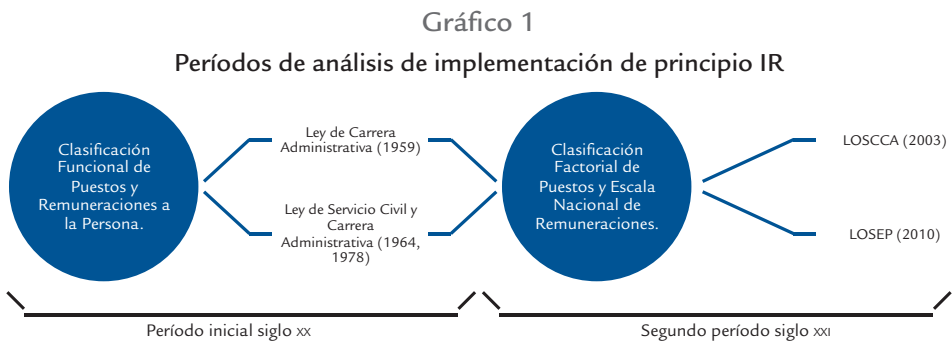 Gráfico 1
Períodos de análisis de implementación de principio IR
Clasificación
Funcional de
Puestos y
Remuneraciones a
la Persona.
Ley de Carrera
Administrativa (1959)
Ley de Servicio Civil y
Carrera
Administrativa (1964,
1978)
Clasificación
Factorial de
Puestos y Escala
Nacional de
Remuneraciones.
LOSCCA (2003)
LOSEP (2010)
Período inicial siglo XX
Segundo período siglo XXI